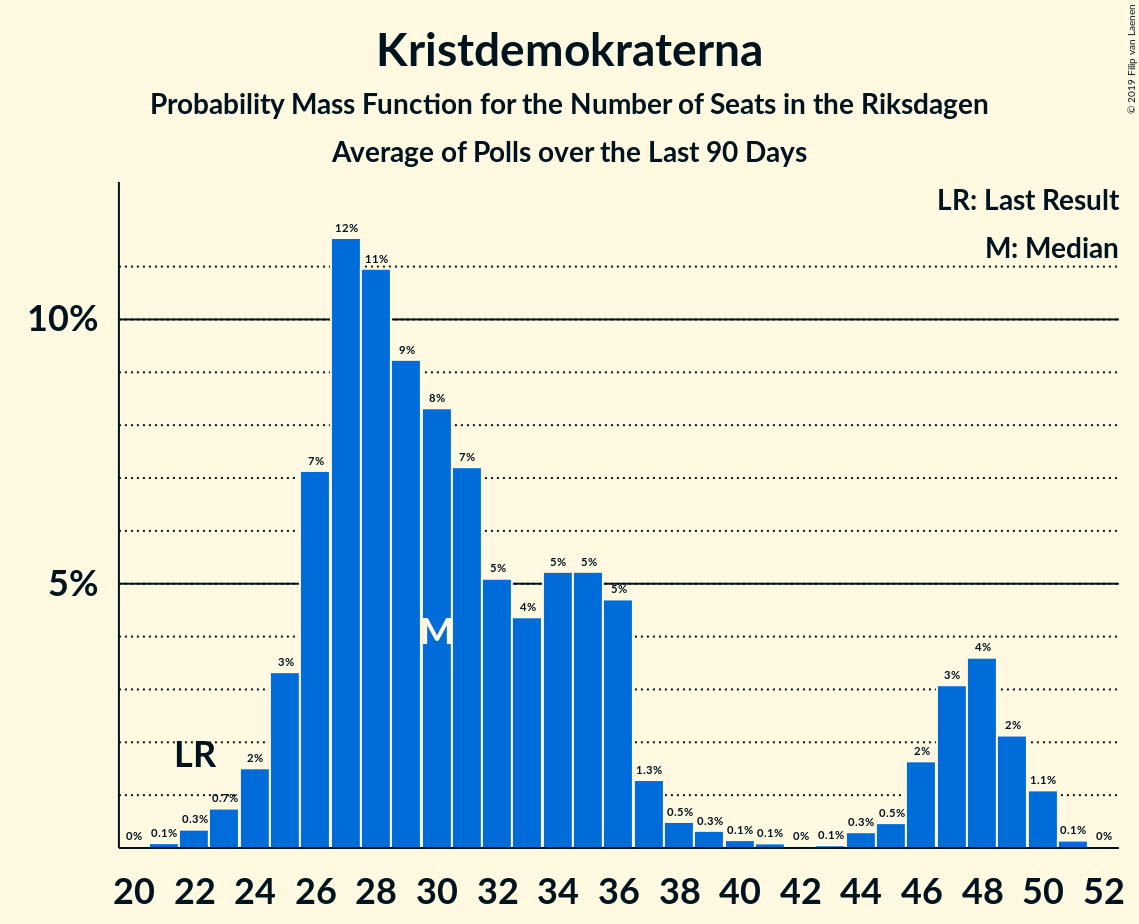 Kristdemokraterna
Probability Mass Function for the Number of Seats in the Riksdagen
Average of Polls over the Last 90 Days
© 2019 Filip van Laenen
LR: Last Result
M: Median
10%
5%
0% 0.1% 0.3% 0.7% 2% 3% 7% 12% 11% 9% 8% 7% 5% 4% 5% 5% 5% 1.3% 0.5% 0.3% 0.1% 0.1% 0% 0.1% 0.3% 0.5% 2% 3% 4% 2% 1.1% 0.1% 0%
LR
M
20 22 24 26 28 30 32 34 36 38 40 42 44 46 48 50 52